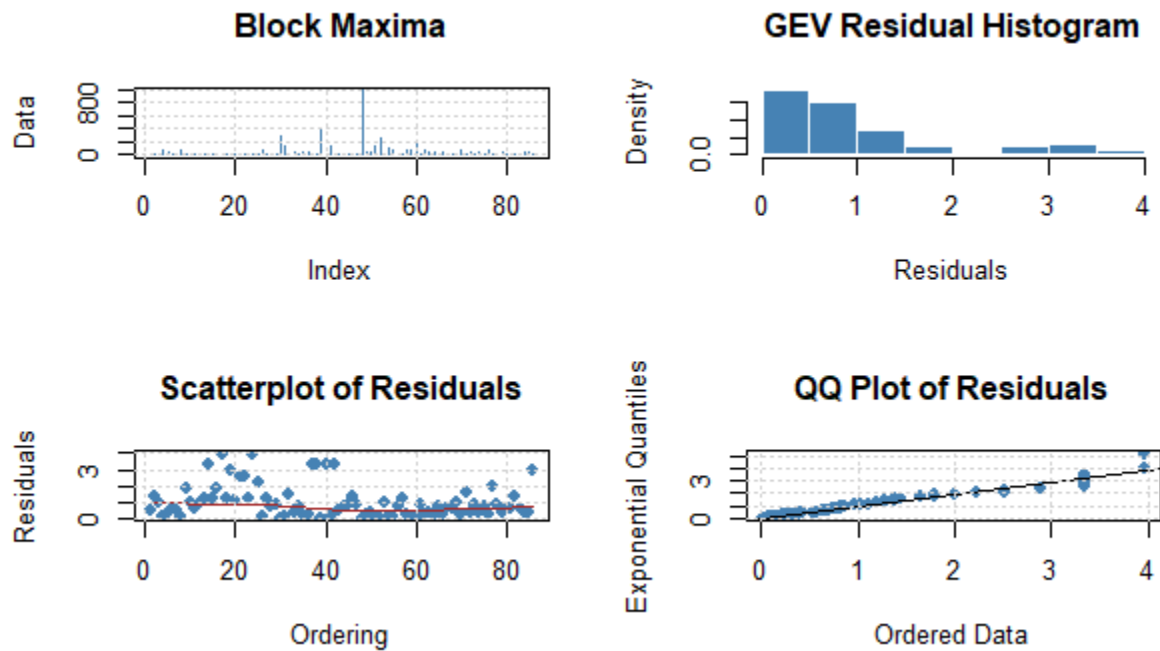 Block Maxima
Data
800
0
0 20 40 60 80
Index
GEV Residual Histogram
Density
0.0
0 1 2 3 4
Residuals
Scatterplot of Residuals
Residuals
3
0
0 20 40 60 80
Ordering
QQ Plot of Residuals
Exponential Quantiles
3
0
0 1 2 3 4
Ordered Data